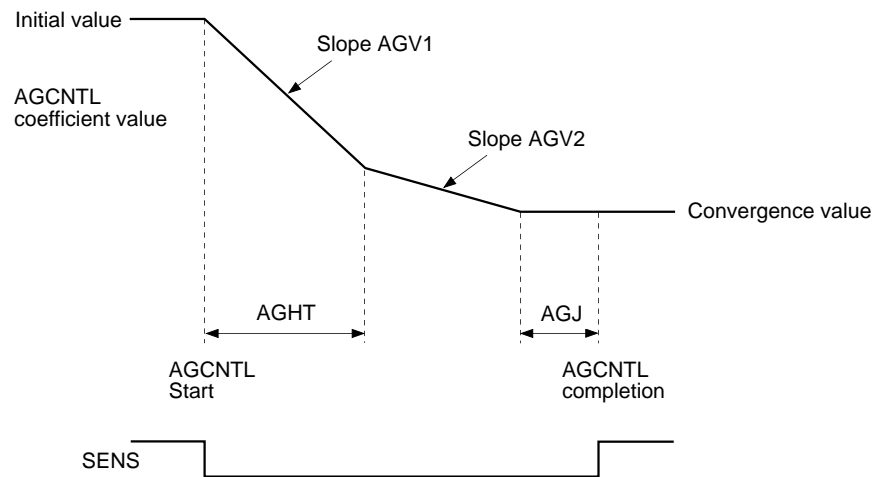 Initial value
Slope AGV1
AGCNTL
coefficient value
Slope AGV2
Convergence value
AGHT
AGJ
AGCNTL
Start
AGCNTL
completion
SENS